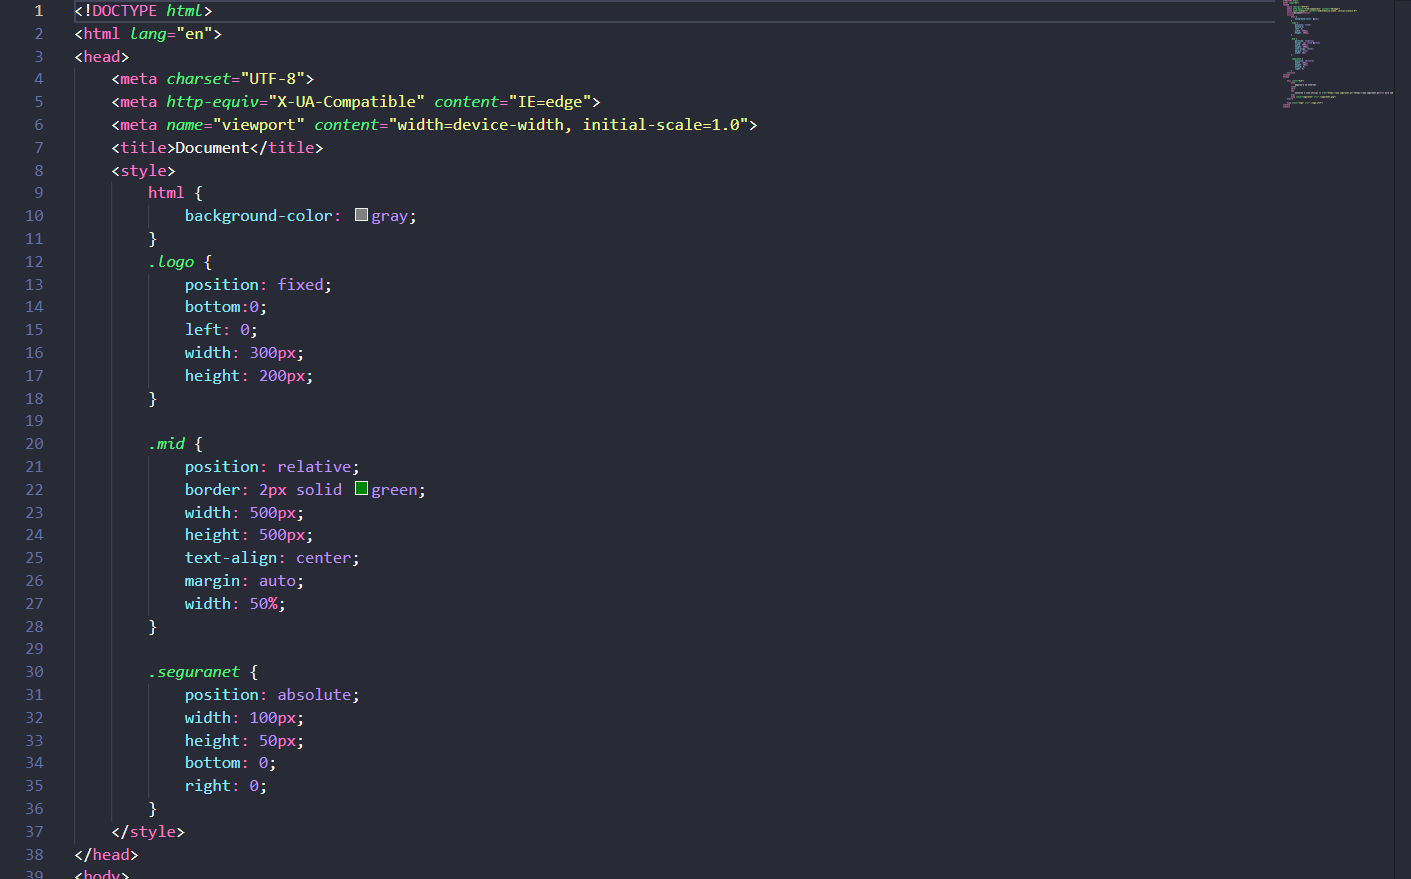 1 <!DOCTYPE html>
2 <html lang="en">
3 <head>
4     <meta charset="UTF-8">
5     <meta http-equiv="X-UA-Compatible" content="IE=edge">
6     <meta name="viewport" content="width=device-width, initial-scale=1.0">
7     <title>Document</title>
8     <style>
9         html {
10             background-color: gray;
11         }
12         .logo {
13             position: fixed;
14             bottom:0;
15             left: 0;
16             width: 300px;
17             height: 200px;
18         }
19
20         .mid {
21             position: relative;
22             border: 2px solid green;
23             width: 500px;
24             height: 500px;
25             text-align: center;
26             margin: auto;
27             width: 50%;
28         }
29
30         .seguranet {
31             position: absolute;
32             width: 100px;
33             height: 50px;
34             bottom: 0;
35             right: 0;
36         }
37     </style>
38 </head>
39 <body>